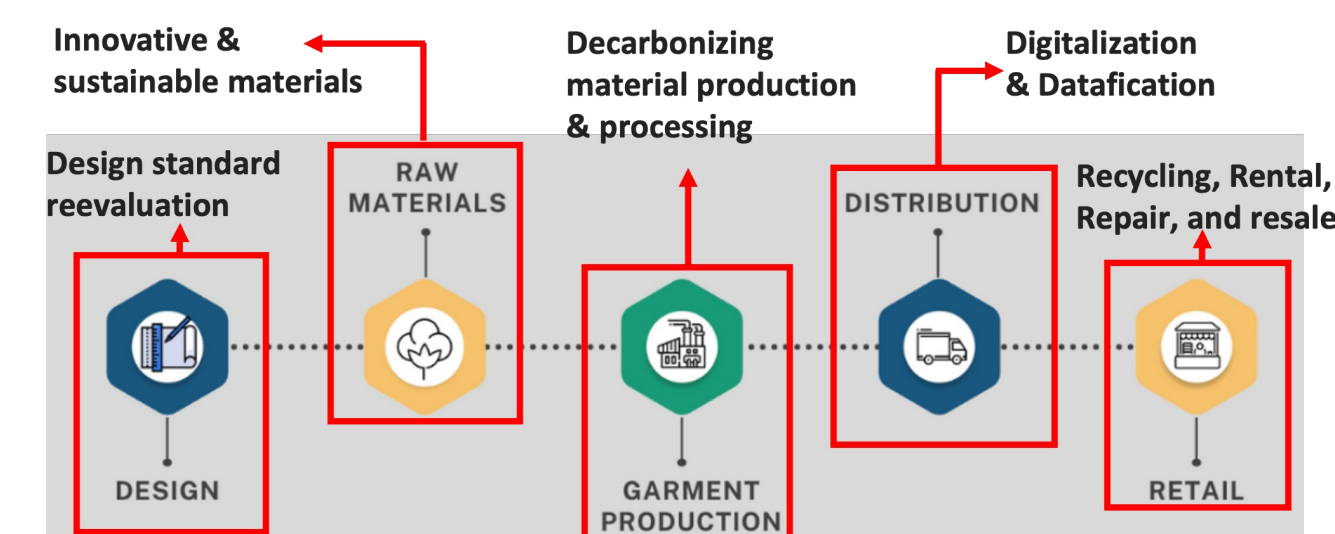 Innovative &
sustainable materials
Decarbonizing
material production
& processing
Digitalization
& Datafication
Design standard
reevaluation
RAW
MATERIALS
DISTRIBUTION
Recycling, Rental,
Repair, and resale
DESIGN
GARMENT
PRODUCTION
RETAIL